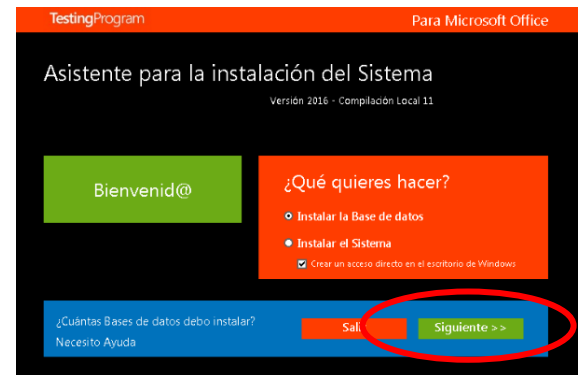 TestingProgram
Para Microsoft Office
Asistente para la instalación del Sistema
Versión 2016 - Compilación Local 11
Bienvenid@
¿Qué quieres hacer?
Instalar la Base de datos
Instalar el Sistema
Crear un acceso directo en el escritorio de Windows
¿Cuántas Bases de datos debo instalar?
Necesito Ayuda
Siguiente >>